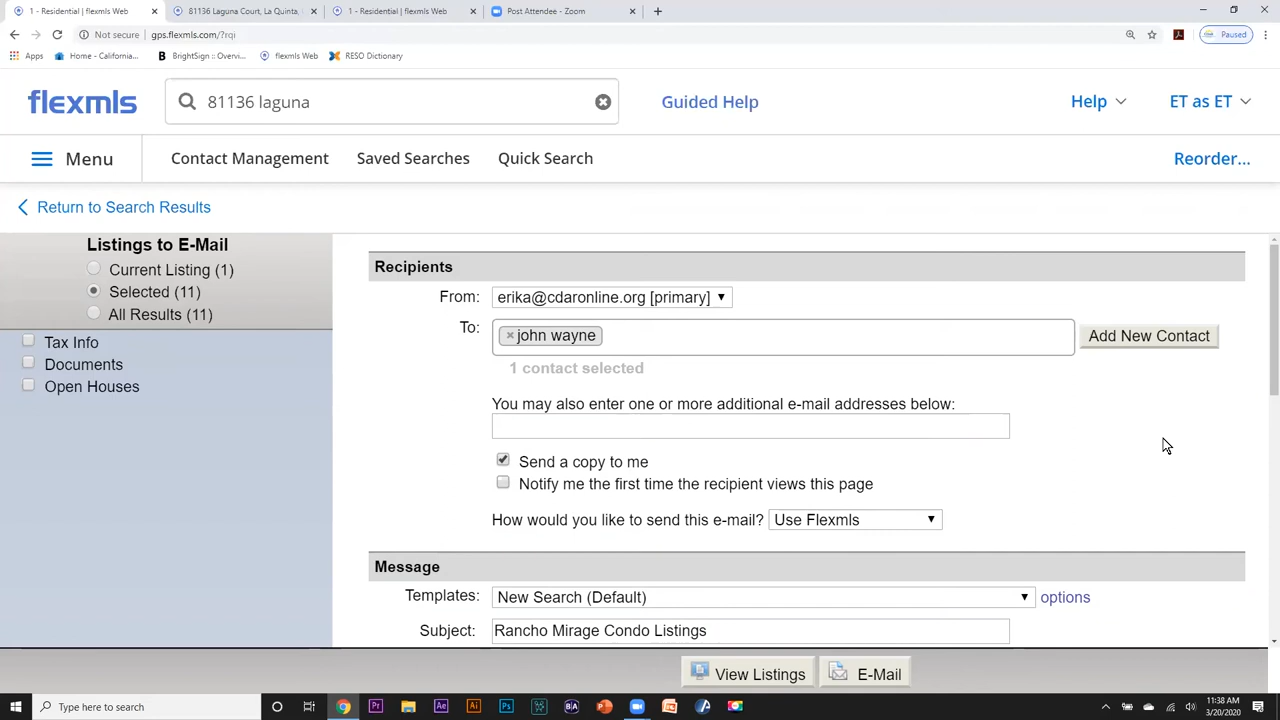 1 - Residential | flexmls Web × 81136 Laguna Court, La Quinta, × 1 - Residential | flexmls Web × Post Attendee - Zoom × +
Not secure | gps.flexmls.com/?rqi Paused
Apps Home - California... BrightSign :: Overvi... flexmls Web RESO Dictionary
flexmls 81136 laguna Guided Help Help ET as ET
Menu Contact Management Saved Searches Quick Search Reorder...
Return to Search Results
Listings to E-Mail
Current Listing (1)
Selected (11)
All Results (11)
Tax Info
Documents
Open Houses
Recipients
From: erika@cdaronline.org [primary]
To: ×john wayne Add New Contact
1 contact selected
You may also enter one or more additional e-mail addresses below:
Send a copy to me
Notify me the first time the recipient views this page
How would you like to send this e-mail? Use Flexmls
Message
Templates: New Search (Default) options
Subject: Rancho Mirage Condo Listings
View Listings E-Mail
Type here to search Pr Ae Ai Ps B|A 11:38 AM
3/20/2020